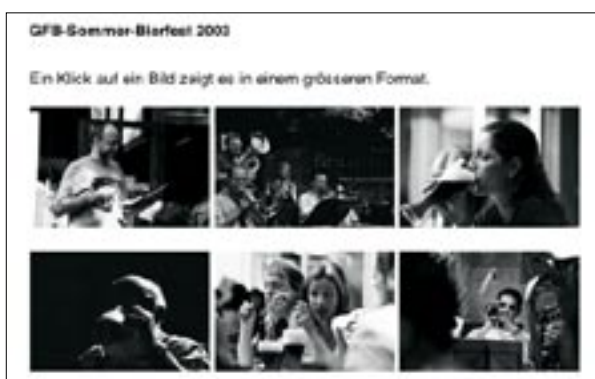 GFB-Sommer-Bierfest 2003
Ein Klick auf ein Bild zeigt es in einem grösseren Format.